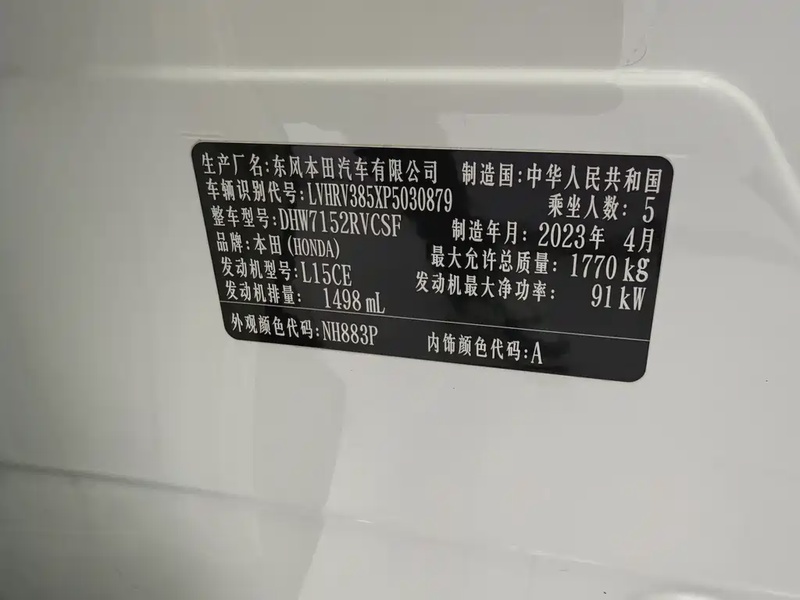 生产厂名:东风本田汽车有限公司 制造国:中华人民共和国
车辆识别代号:LVHRV385XP5030879 乘坐人数: 5
整车型号:DHW7152RVCSF 制造年月: 2023年 4月
品牌:本田(HONDA) 最大允许总质量: 1770 kg
发动机型号:L15CE 发动机最大净功率: 91 kW
发动机排量: 1498 mL
外观颜色代码:NH883P 内饰颜色代码:A